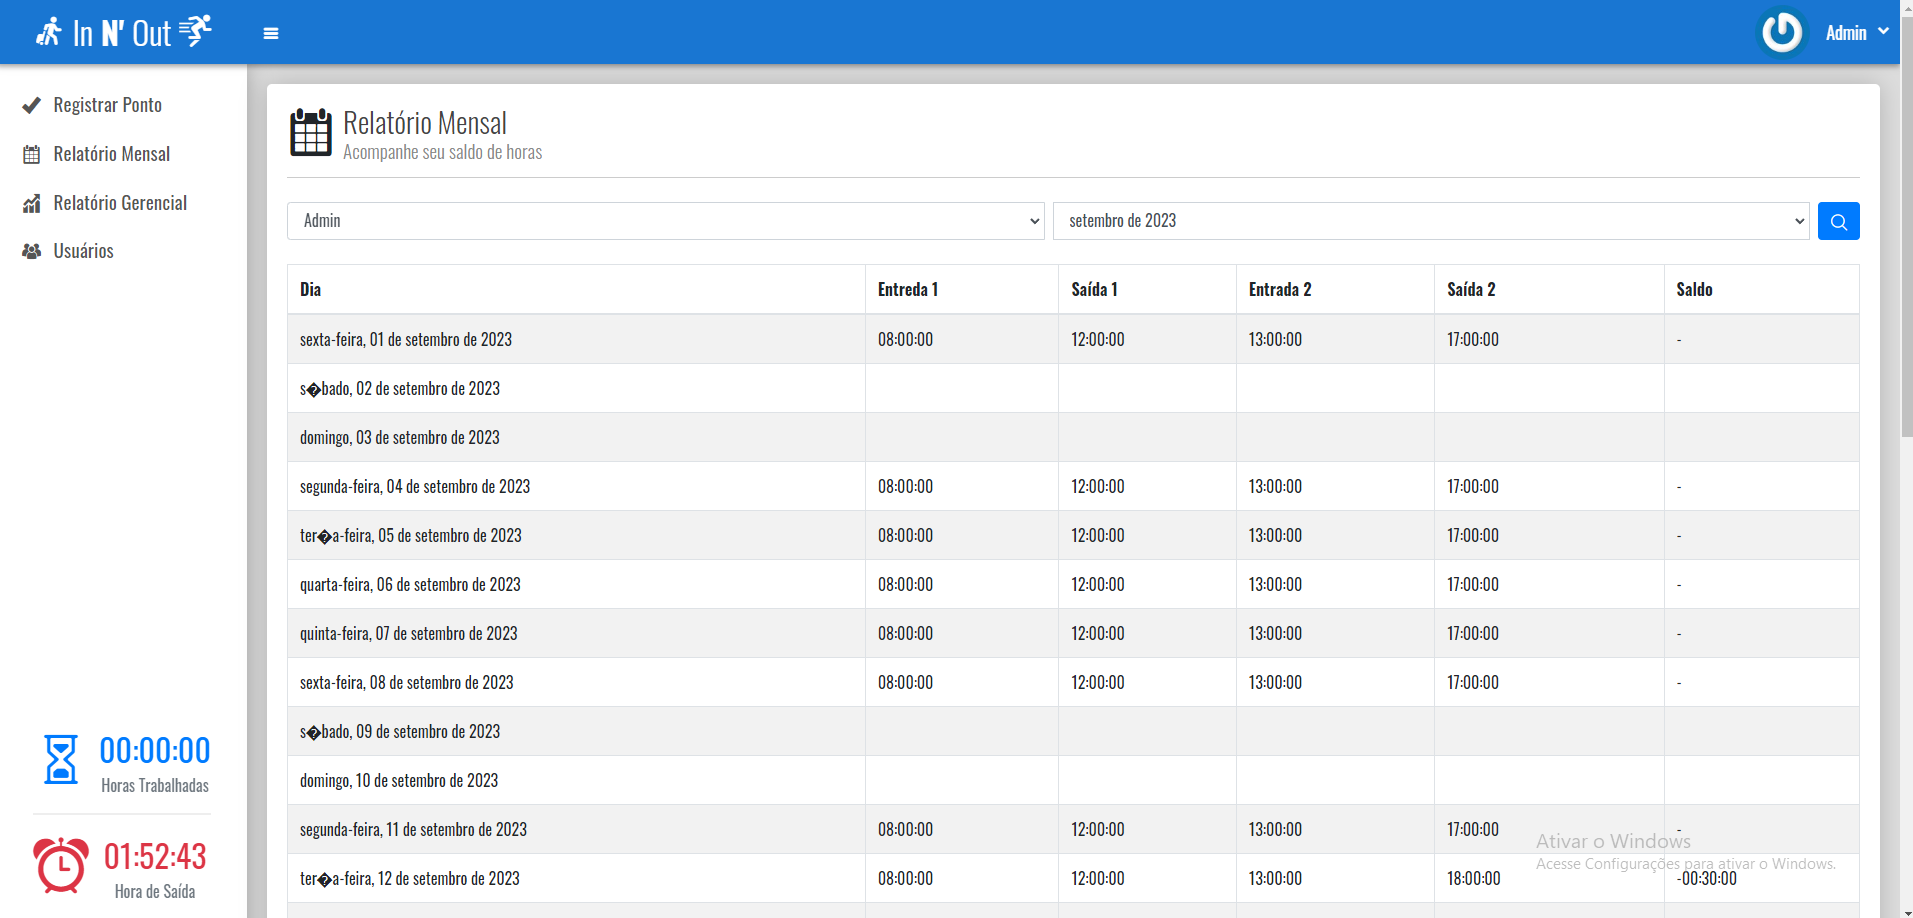 In N' Out
Admin
Registrar Ponto
Relatório Mensal
Relatório Gerencial
Usuários
00:00:00
Horas Trabalhadas
01:52:43
Hora de Saída
Relatório Mensal
Acompanhe seu saldo de horas
Admin
setembro de 2023
Dia Entreda 1 Saída 1 Entrada 2 Saída 2 Saldo
sexta-feira, 01 de setembro de 2023 08:00:00 12:00:00 13:00:00 17:00:00 -
s�bado, 02 de setembro de 2023
domingo, 03 de setembro de 2023
segunda-feira, 04 de setembro de 2023 08:00:00 12:00:00 13:00:00 17:00:00 -
ter�a-feira, 05 de setembro de 2023 08:00:00 12:00:00 13:00:00 17:00:00 -
quarta-feira, 06 de setembro de 2023 08:00:00 12:00:00 13:00:00 17:00:00 -
quinta-feira, 07 de setembro de 2023 08:00:00 12:00:00 13:00:00 17:00:00 -
sexta-feira, 08 de setembro de 2023 08:00:00 12:00:00 13:00:00 17:00:00 -
s�bado, 09 de setembro de 2023
domingo, 10 de setembro de 2023
segunda-feira, 11 de setembro de 2023 08:00:00 12:00:00 13:00:00 17:00:00 -
ter�a-feira, 12 de setembro de 2023 08:00:00 12:00:00 13:00:00 18:00:00 -00:30:00
Ativar o Windows
Acesse Configurações para ativar o Windows.